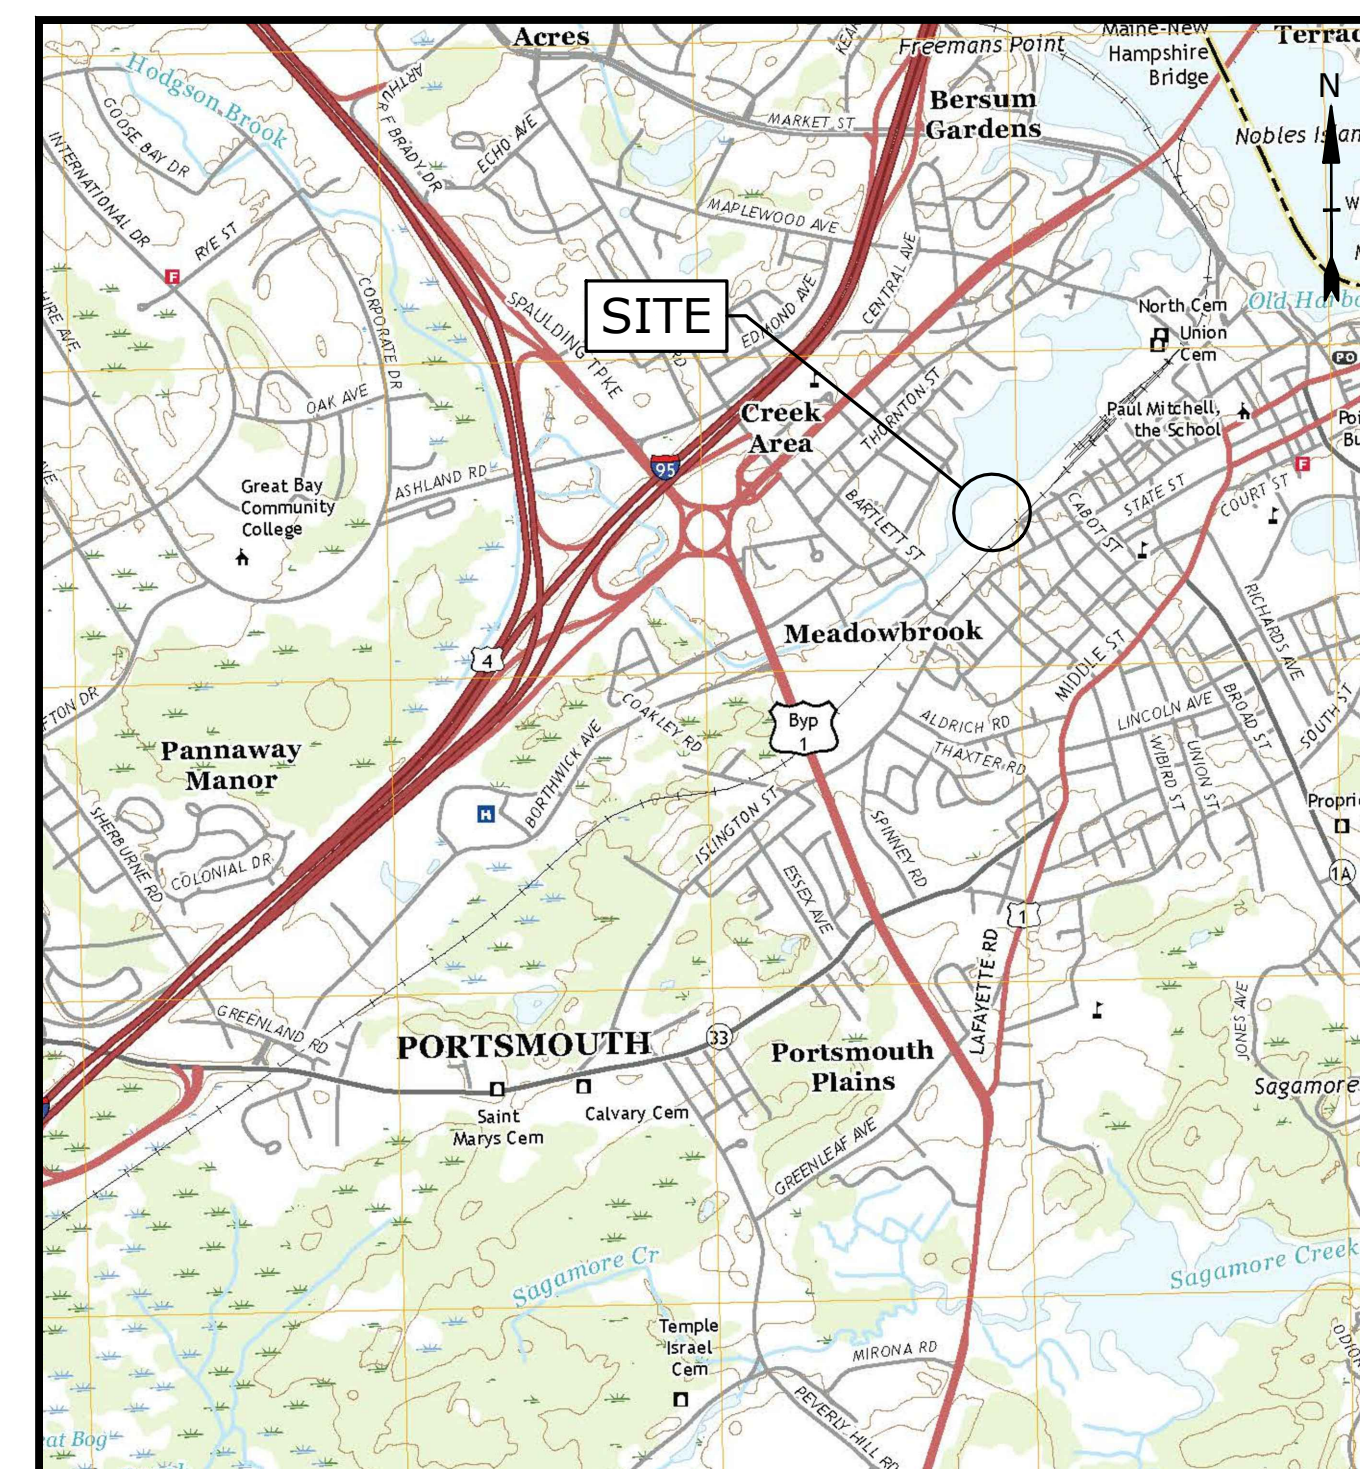 Acres
Freemans Point
Maine-New
Hampshire
Bridge
N
Hodgson Brook
ARTHUR F BRADY DR
GOOSE BAY DR
ECHO AVE
MARKET ST
Bersum
Gardens
INTERNATIONAL DR
MAPLEWOOD AVE
RYE ST
F
CORPORATE DR
CENTRAL AVE
SPAULDING TPKE
SITE
RD
EDMOND AVE
North Cem
Union
Cem
PO
OAK AVE
Creek
Area
THORNTON ST
Paul Mitchell,
the School
95
ASHLAND RD
Great Bay
Community
College
BARTLETT ST
CABOT ST
STATE ST
COURT ST
F
4
Meadowbrook
MIDDLE ST
RICHARDS AVE
COAKLEY RD
Byp
1
ALDRICH RD
THAXTER RD
LINCOLN AVE
BROAD ST
SOUTH ST
WIBIRD ST
UNION ST
Pannaway
Manor
H
BORTHWICK AVE
ISLINGTON ST
SPINNEY RD
SHERBURNE RD
COLONIAL DR
ESSEX AVE
1A
1
LAFAYETTE RD
JONES AVE
GREENLAND RD
PORTSMOUTH
33
Portsmouth
Plains
Sagamore
Saint
Marys Cem
Calvary Cem
GREENLEAF AVE
Sagamore Cr
Sagamore Creek
Temple
Israel
Cem
MIRONA RD
PEVERLY HILL RD